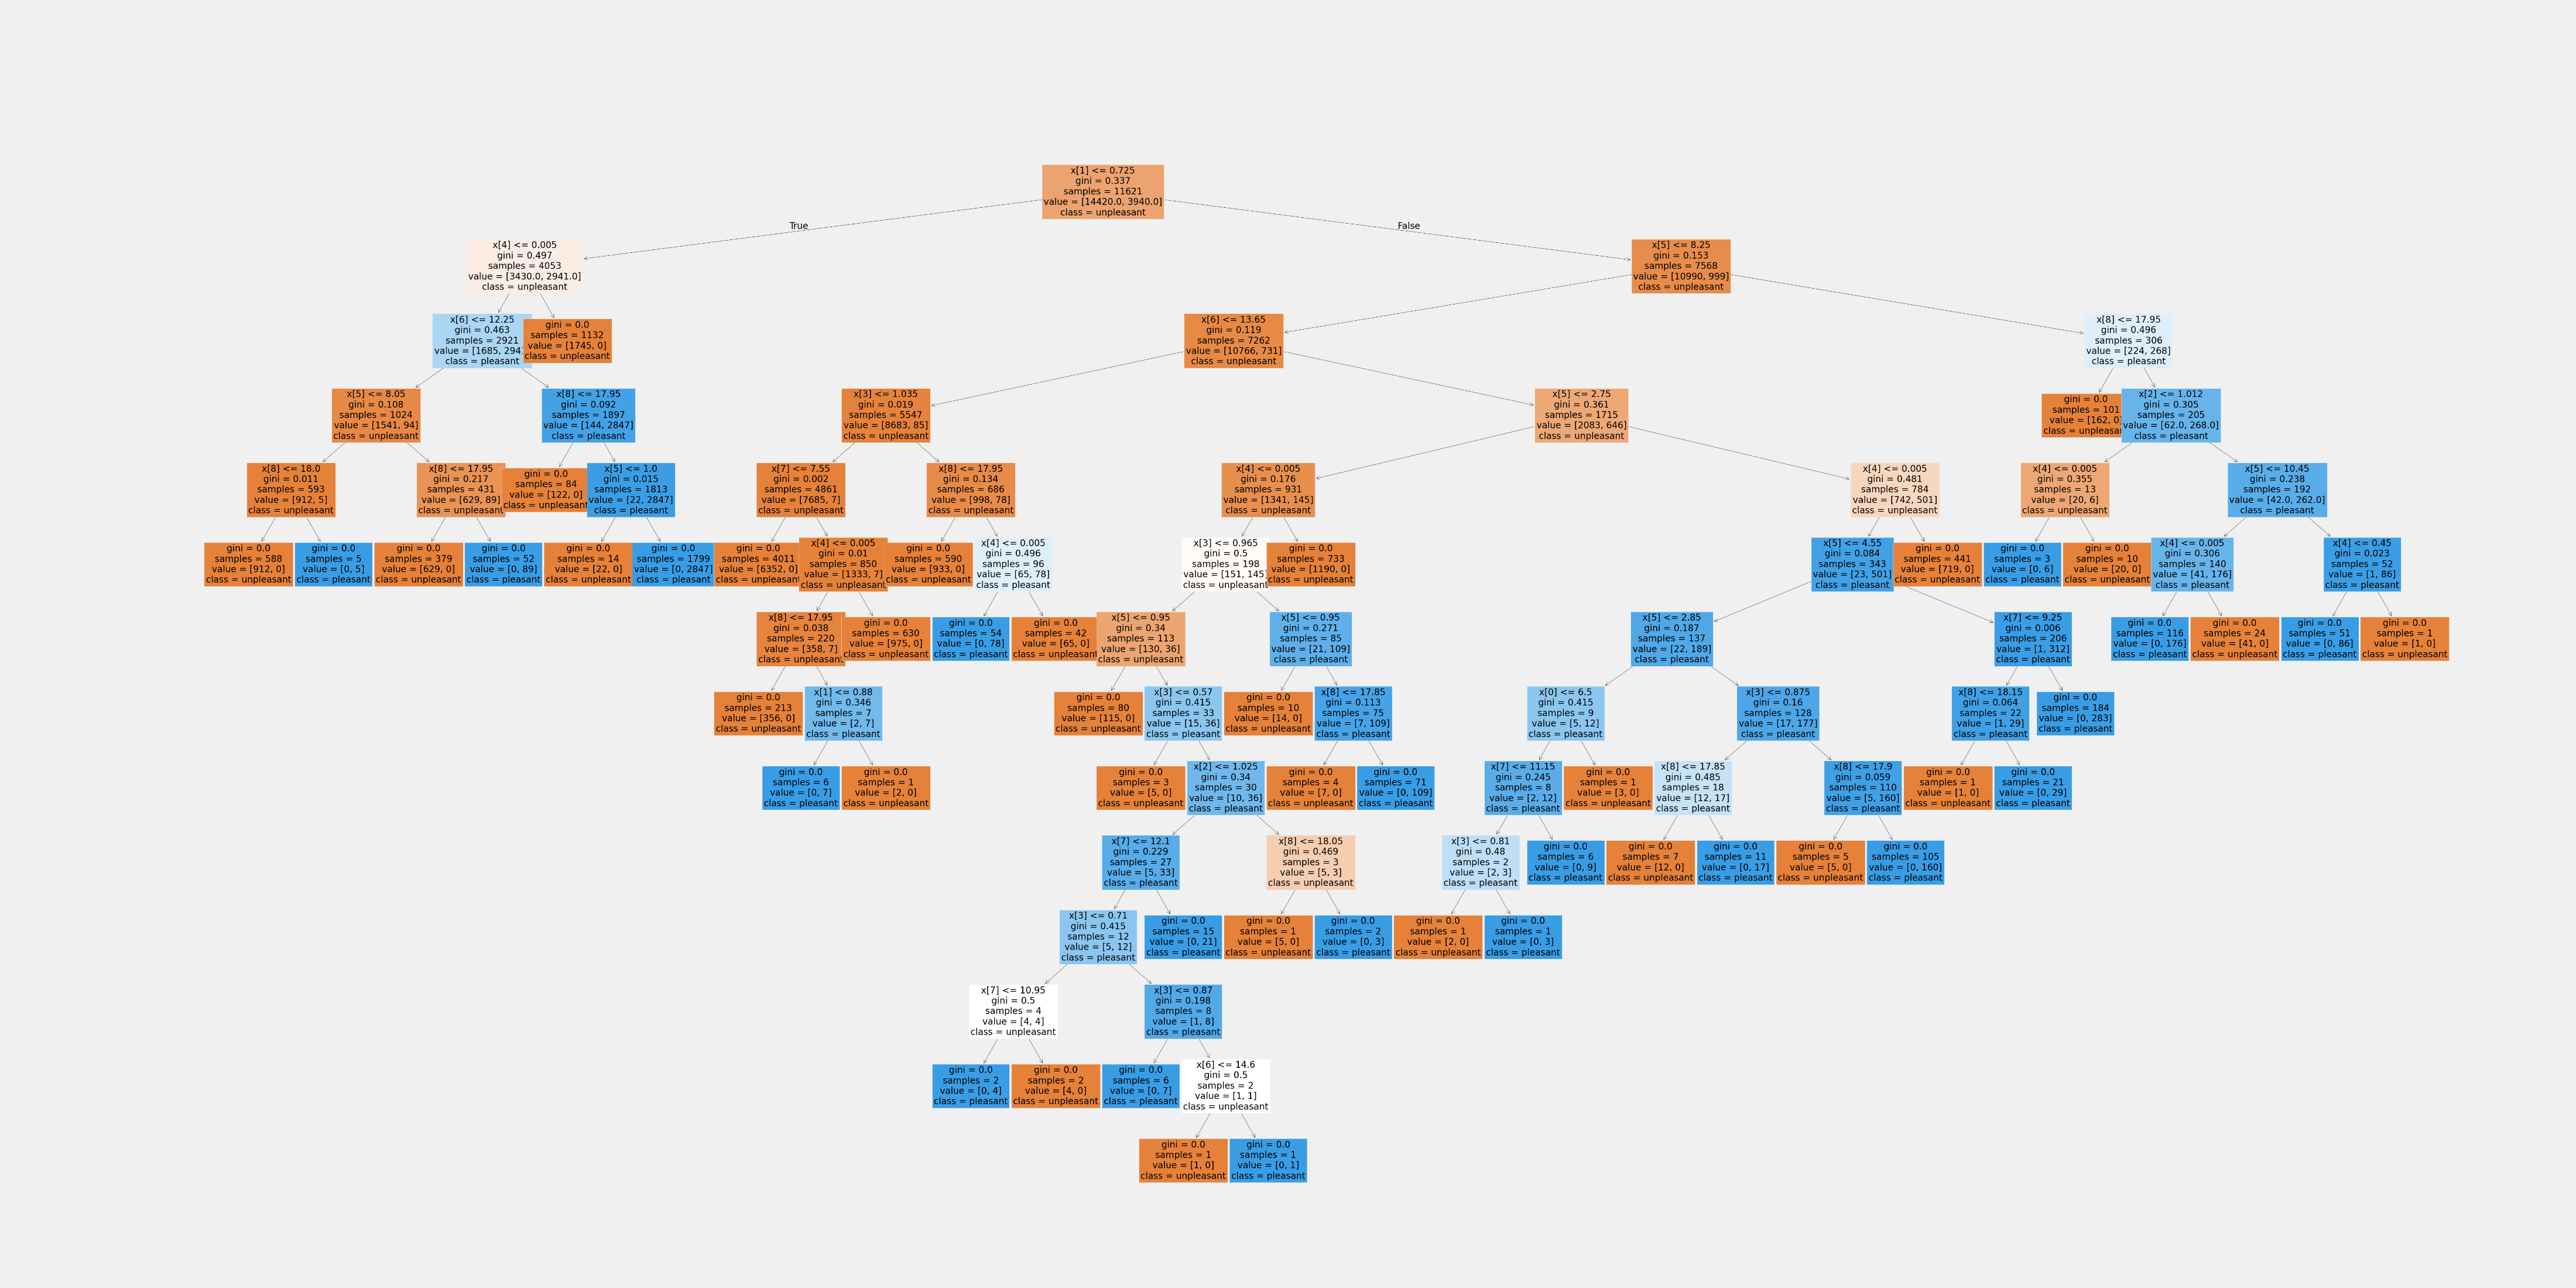 x[1] <= 0.725
gini = 0.337
samples = 11621
value = [14420.0, 3940.0]
class = unpleasant
True
False
x[4] <= 0.005
gini = 0.497
samples = 4053
value = [3430.0, 2941.0]
class = unpleasant
x[5] <= 8.25
gini = 0.153
samples = 7568
value = [10990, 999]
class = unpleasant
x[6] <= 12.25
gini = 0.463
samples = 2921
value = [1685, 294
class = pleasant
gini = 0.0
samples = 1132
value = [1745, 0]
class = unpleasant
x[6] <= 13.65
gini = 0.119
samples = 7262
value = [10766, 731]
class = unpleasant
x[8] <= 17.95
gini = 0.496
samples = 306
value = [224, 268]
class = pleasant
x[5] <= 8.05
gini = 0.108
samples = 1024
value = [1541, 94]
class = unpleasant
x[8] <= 17.95
gini = 0.092
samples = 1897
value = [144, 2847]
class = pleasant
x[3] <= 1.035
gini = 0.019
samples = 5547
value = [8683, 85]
class = unpleasant
x[5] <= 2.75
gini = 0.361
samples = 1715
value = [2083, 646]
class = unpleasant
gini = 0.0
samples = 101
value = [162, 0]
class = unpleasant
x[2] <= 1.012
gini = 0.305
samples = 205
value = [62.0, 268.0]
class = pleasant
x[8] <= 18.0
gini = 0.011
samples = 593
value = [912, 5]
class = unpleasant
x[8] <= 17.95
gini = 0.217
samples = 431
value = [629, 89]
class = unpleasant
gini = 0.0
samples = 84
value = [122, 0]
class = unpleasant
x[5] <= 1.0
gini = 0.015
samples = 1813
value = [22, 2847]
class = pleasant
x[7] <= 7.55
gini = 0.002
samples = 4861
value = [7685, 7]
class = unpleasant
x[8] <= 17.95
gini = 0.134
samples = 686
value = [998, 78]
class = unpleasant
x[4] <= 0.005
gini = 0.176
samples = 931
value = [1341, 145]
class = unpleasant
x[4] <= 0.005
gini = 0.481
samples = 784
value = [742, 501]
class = unpleasant
x[4] <= 0.005
gini = 0.355
samples = 13
value = [20, 6]
class = unpleasant
x[5] <= 10.45
gini = 0.238
samples = 192
value = [42.0, 262.0]
class = pleasant
gini = 0.0
samples = 588
value = [912, 0]
class = unpleasant
gini = 0.0
samples = 5
value = [0, 5]
class = pleasant
gini = 0.0
samples = 379
value = [629, 0]
class = unpleasant
gini = 0.0
samples = 52
value = [0, 89]
class = pleasant
gini = 0.0
samples = 14
value = [22, 0]
class = unpleasant
gini = 0.0
samples = 1799
value = [0, 2847]
class = pleasant
gini = 0.0
samples = 4011
value = [6352, 0]
class = unpleasant
x[4] <= 0.005
gini = 0.01
samples = 850
value = [1333, 7]
class = unpleasant
gini = 0.0
samples = 590
value = [933, 0]
class = unpleasant
x[4] <= 0.005
gini = 0.496
samples = 96
value = [65, 78]
class = pleasant
x[3] <= 0.965
gini = 0.5
samples = 198
value = [151, 145]
class = unpleasant
gini = 0.0
samples = 733
value = [1190, 0]
class = unpleasant
x[5] <= 4.55
gini = 0.084
samples = 343
value = [23, 501]
class = pleasant
gini = 0.0
samples = 441
value = [719, 0]
class = unpleasant
gini = 0.0
samples = 3
value = [0, 6]
class = pleasant
gini = 0.0
samples = 10
value = [20, 0]
class = unpleasant
x[4] <= 0.005
gini = 0.306
samples = 140
value = [41, 176]
class = pleasant
x[4] <= 0.45
gini = 0.023
samples = 52
value = [1, 86]
class = pleasant
x[8] <= 17.95
gini = 0.038
samples = 220
value = [358, 7]
class = unpleasant
gini = 0.0
samples = 630
value = [975, 0]
class = unpleasant
gini = 0.0
samples = 54
value = [0, 78]
class = pleasant
gini = 0.0
samples = 42
value = [65, 0]
class = unpleasant
x[5] <= 0.95
gini = 0.34
samples = 113
value = [130, 36]
class = unpleasant
x[5] <= 0.95
gini = 0.271
samples = 85
value = [21, 109]
class = pleasant
x[5] <= 2.85
gini = 0.187
samples = 137
value = [22, 189]
class = pleasant
x[7] <= 9.25
gini = 0.006
samples = 206
value = [1, 312]
class = pleasant
gini = 0.0
samples = 116
value = [0, 176]
class = pleasant
gini = 0.0
samples = 24
value = [41, 0]
class = unpleasant
gini = 0.0
samples = 51
value = [0, 86]
class = pleasant
gini = 0.0
samples = 1
value = [1, 0]
class = unpleasant
gini = 0.0
samples = 213
value = [356, 0]
class = unpleasant
x[1] <= 0.88
gini = 0.346
samples = 7
value = [2, 7]
class = pleasant
gini = 0.0
samples = 80
value = [115, 0]
class = unpleasant
x[3] <= 0.57
gini = 0.415
samples = 33
value = [15, 36]
class = pleasant
gini = 0.0
samples = 10
value = [14, 0]
class = unpleasant
x[8] <= 17.85
gini = 0.113
samples = 75
value = [7, 109]
class = pleasant
x[0] <= 6.5
gini = 0.415
samples = 9
value = [5, 12]
class = pleasant
x[3] <= 0.875
gini = 0.16
samples = 128
value = [17, 177]
class = pleasant
x[8] <= 18.15
gini = 0.064
samples = 22
value = [1, 29]
class = pleasant
gini = 0.0
samples = 184
value = [0, 283]
class = pleasant
gini = 0.0
samples = 6
value = [0, 7]
class = pleasant
gini = 0.0
samples = 1
value = [2, 0]
class = unpleasant
gini = 0.0
samples = 3
value = [5, 0]
class = unpleasant
x[2] <= 1.025
gini = 0.34
samples = 30
value = [10, 36]
class = pleasant
gini = 0.0
samples = 4
value = [7, 0]
class = unpleasant
gini = 0.0
samples = 71
value = [0, 109]
class = pleasant
x[7] <= 11.15
gini = 0.245
samples = 8
value = [2, 12]
class = pleasant
gini = 0.0
samples = 1
value = [3, 0]
class = unpleasant
x[8] <= 17.85
gini = 0.485
samples = 18
value = [12, 17]
class = pleasant
x[8] <= 17.9
gini = 0.059
samples = 110
value = [5, 160]
class = pleasant
gini = 0.0
samples = 1
value = [1, 0]
class = unpleasant
gini = 0.0
samples = 21
value = [0, 29]
class = pleasant
x[7] <= 12.1
gini = 0.229
samples = 27
value = [5, 33]
class = pleasant
x[8] <= 18.05
gini = 0.469
samples = 3
value = [5, 3]
class = unpleasant
x[3] <= 0.81
gini = 0.48
samples = 2
value = [2, 3]
class = pleasant
gini = 0.0
samples = 6
value = [0, 9]
class = pleasant
gini = 0.0
samples = 7
value = [12, 0]
class = unpleasant
gini = 0.0
samples = 11
value = [0, 17]
class = pleasant
gini = 0.0
samples = 5
value = [5, 0]
class = unpleasant
gini = 0.0
samples = 105
value = [0, 160]
class = pleasant
x[3] <= 0.71
gini = 0.415
samples = 12
value = [5, 12]
class = pleasant
gini = 0.0
samples = 15
value = [0, 21]
class = pleasant
gini = 0.0
samples = 1
value = [5, 0]
class = unpleasant
gini = 0.0
samples = 2
value = [0, 3]
class = pleasant
gini = 0.0
samples = 1
value = [2, 0]
class = unpleasant
gini = 0.0
samples = 1
value = [0, 3]
class = pleasant
x[7] <= 10.95
gini = 0.5
samples = 4
value = [4, 4]
class = unpleasant
x[3] <= 0.87
gini = 0.198
samples = 8
value = [1, 8]
class = pleasant
gini = 0.0
samples = 2
value = [0, 4]
class = pleasant
gini = 0.0
samples = 2
value = [4, 0]
class = unpleasant
gini = 0.0
samples = 6
value = [0, 7]
class = pleasant
x[6] <= 14.6
gini = 0.5
samples = 2
value = [1, 1]
class = unpleasant
gini = 0.0
samples = 1
value = [1, 0]
class = unpleasant
gini = 0.0
samples = 1
value = [0, 1]
class = pleasant